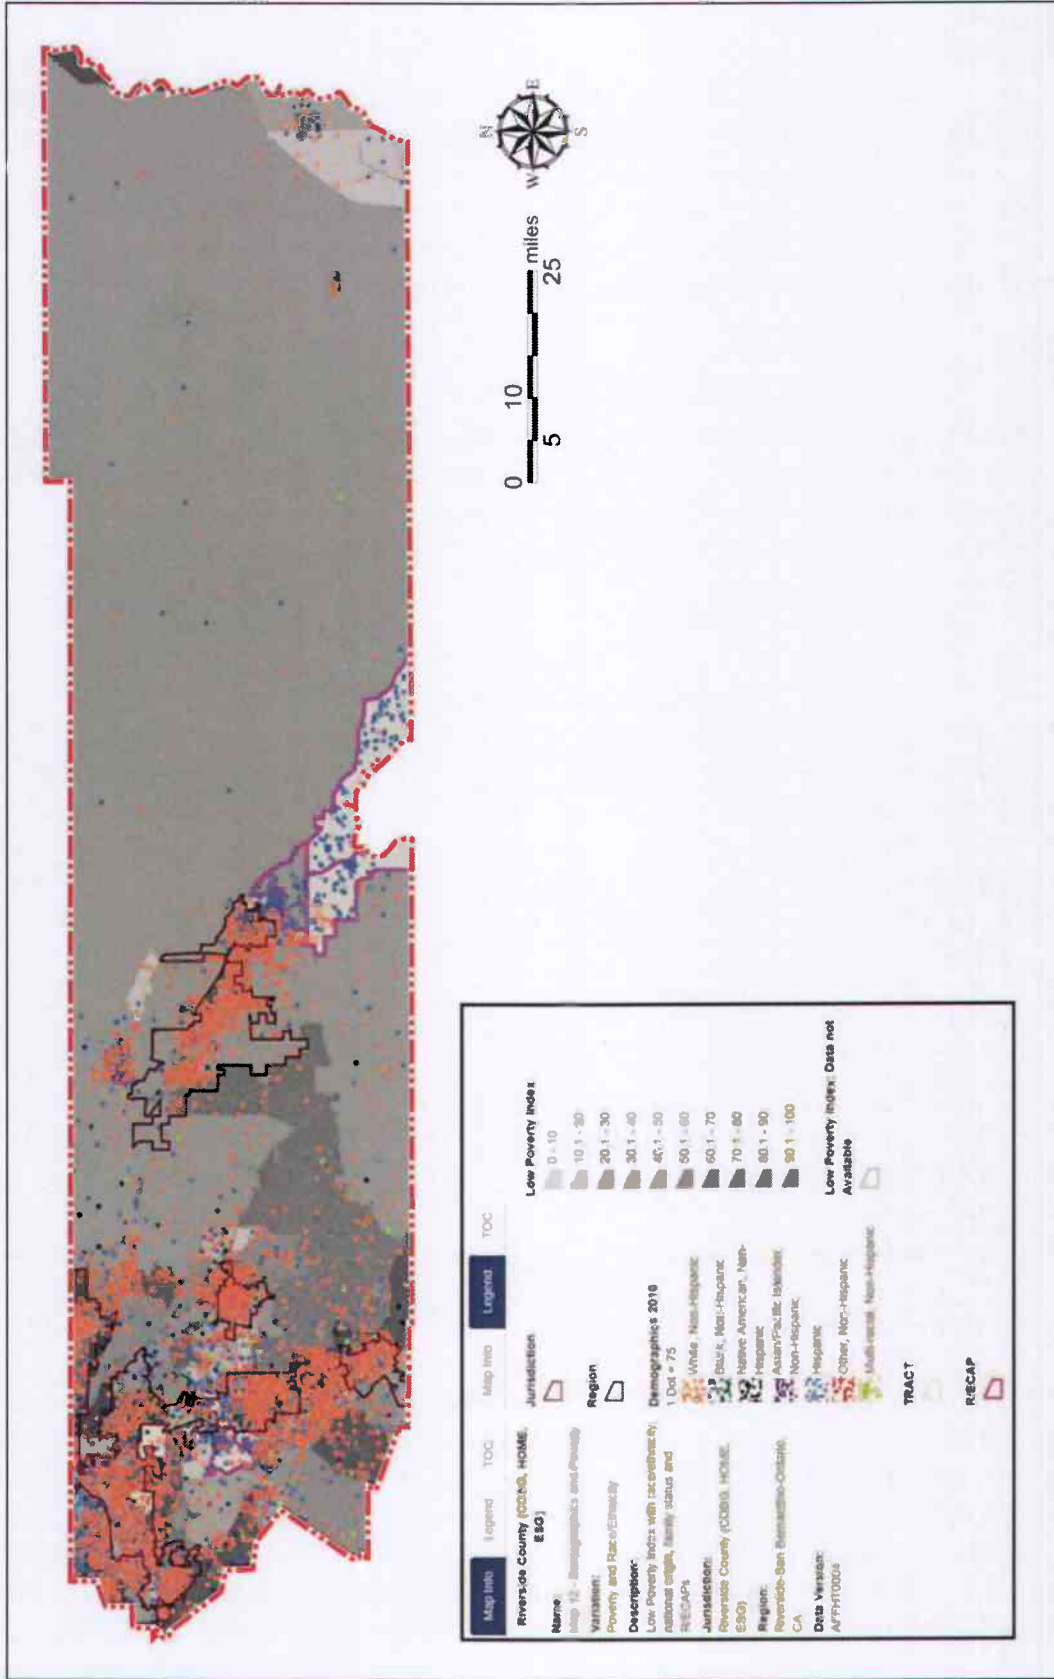 N
E
S
W
0
5
10
25
miles
Map Info
Legend
TOC
Riverside County (CDBG, HOME,
ESG)
Name:
Map 12 - Demographics and Poverty
Variation:
Poverty and Race/Ethnicity
Description:
Low Poverty Index with race/ethnicity,
national origin, family status and
R/ECAPs
Jurisdiction:
Riverside County (CDBG, HOME,
ESG)
Region:
Riverside-San Bernardino-Ontario,
CA
Data Version:
AFFHT0004
Map Info
Legend
TOC
Jurisdiction
Region
Demographics 2010
1 Dot = 75
White, Non-Hispanic
Black, Non-Hispanic
Native American, Non-
Hispanic
Asian/Pacific Islander,
Non-Hispanic
Hispanic
Other, Non-Hispanic
Multi-racial, Non-Hispanic
TRACT
R/ECAP
Low Poverty Index
0 - 10
10.1 - 20
20.1 - 30
30.1 - 40
40.1 - 50
50.1 - 60
60.1 - 70
70.1 - 80
80.1 - 90
90.1 - 100
Low Poverty Index: Data not
Available